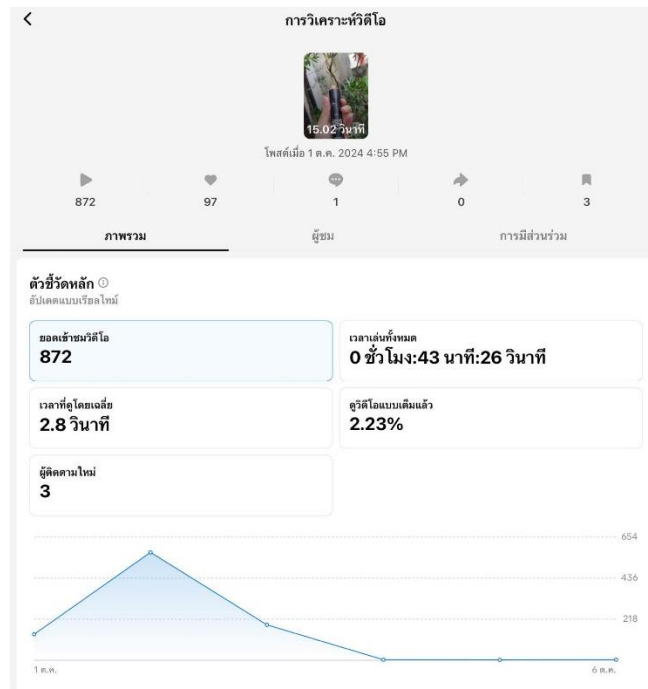 การวิเคราะห์วิดีโอ
15.02 วินาที
โพสต์เมื่อ 1 ต.ค. 2024 4:55 PM
872 97 1 0 3
ภาพรวม ผู้ชม การมีส่วนร่วม
ตัวชี้วัดหลัก
อัปเดตแบบเรียลไทม์
ยอดเข้าชมวิดีโอ
872
เวลาเล่นทั้งหมด
0 ชั่วโมง:43 นาที:26 วินาที
เวลาที่ดูโดยเฉลี่ย
2.8 วินาที
ดูวิดีโอแบบเต็มแล้ว
2.23%
ผู้ติดตามใหม่
3
654
436
218
1 ต.ค. 6 ต.ค.